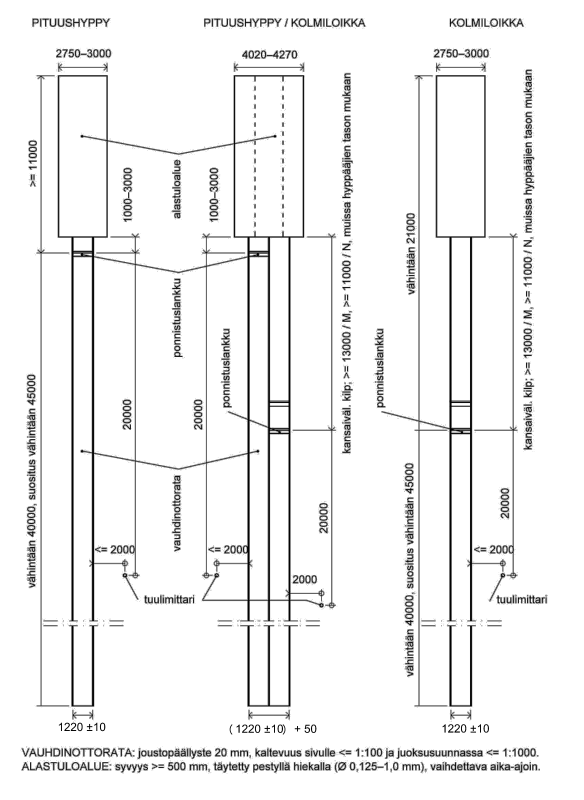 PITUUSHYPPY
PITUUSHYPPY / KOLMILOIKKA
KOLMILOIKKA
2750–3000
4020–4270
2750–3000
>= 11000
1000–3000
alastuloalue
1000–3000
kansaiväl. kilp; >= 13000 / M, >= 11000 / N, muissa hyppääjien tason mukaan
vähintään 21000
kansaiväl. kilp; >= 13000 / M, >= 11000 / N, muissa hyppääjien tason mukaan
ponnistuslankku
ponnistuslankku
ponnistuslankku
vähintään 40000, suositus vähintään 45000
20000
20000
vauhdinottorata
20000
vähintään 40000, suositus vähintään 45000
20000
<= 2000
<= 2000
2000
<= 2000
tuulimittari
tuulimittari
1220 ±10
( 1220 ±10) + 50
1220 ±10
VAUHDINOTTORATA: joustopäällyste 20 mm, kaltevuus sivulle <= 1:100 ja juoksusuunnassa <= 1:1000.
ALASTULOALUE: syvyys >= 500 mm, täytetty pestyllä hiekalla (Ø 0,125–1,0 mm), vaihdettava aika-ajoin.